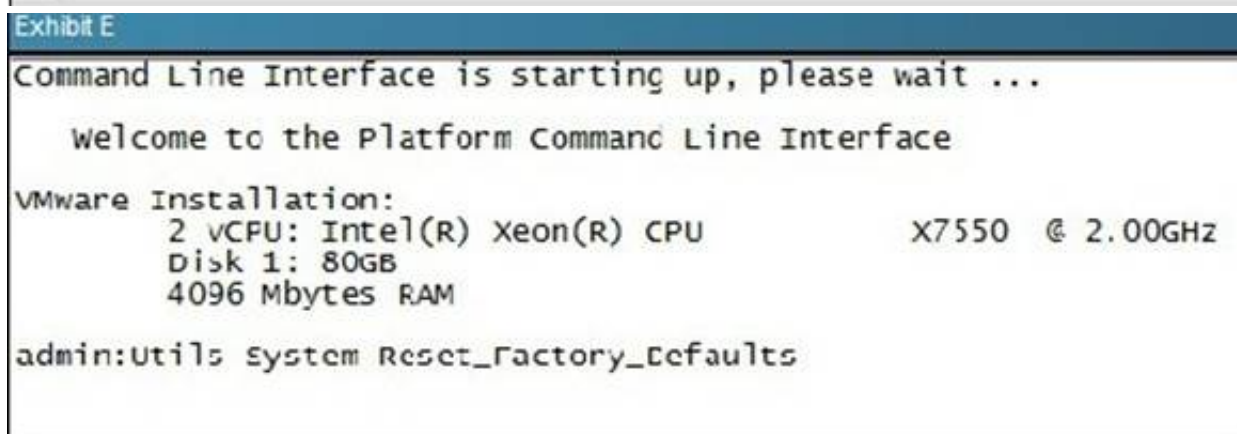 Exhibit E
Command Line Interface is starting up, please wait ...
Welcome to the Platform Command Line Interface
VMware Installation:
2 vCPU: Intel(R) Xeon(R) CPU X7550 @ 2.00GHz
Disk 1: 80GB
4096 Mbytes RAM
admin:Utils System Reset_Factory_Defaults